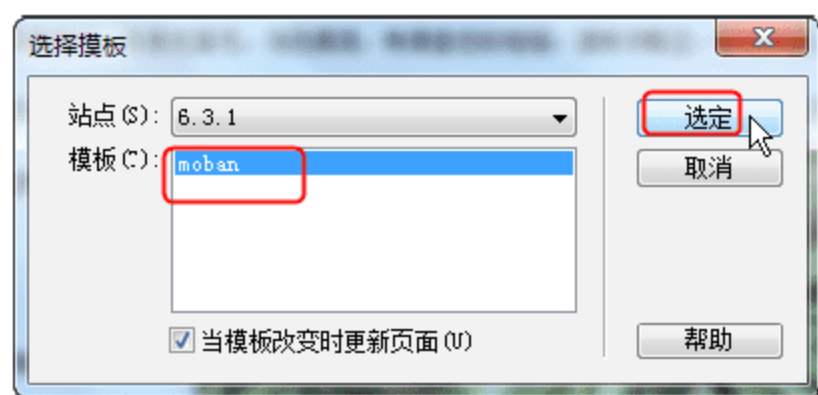 选择摸板
站点(S): 6.3.1
模板(T): moban
当模板改变时更新页面(U)
选定
取消
帮助